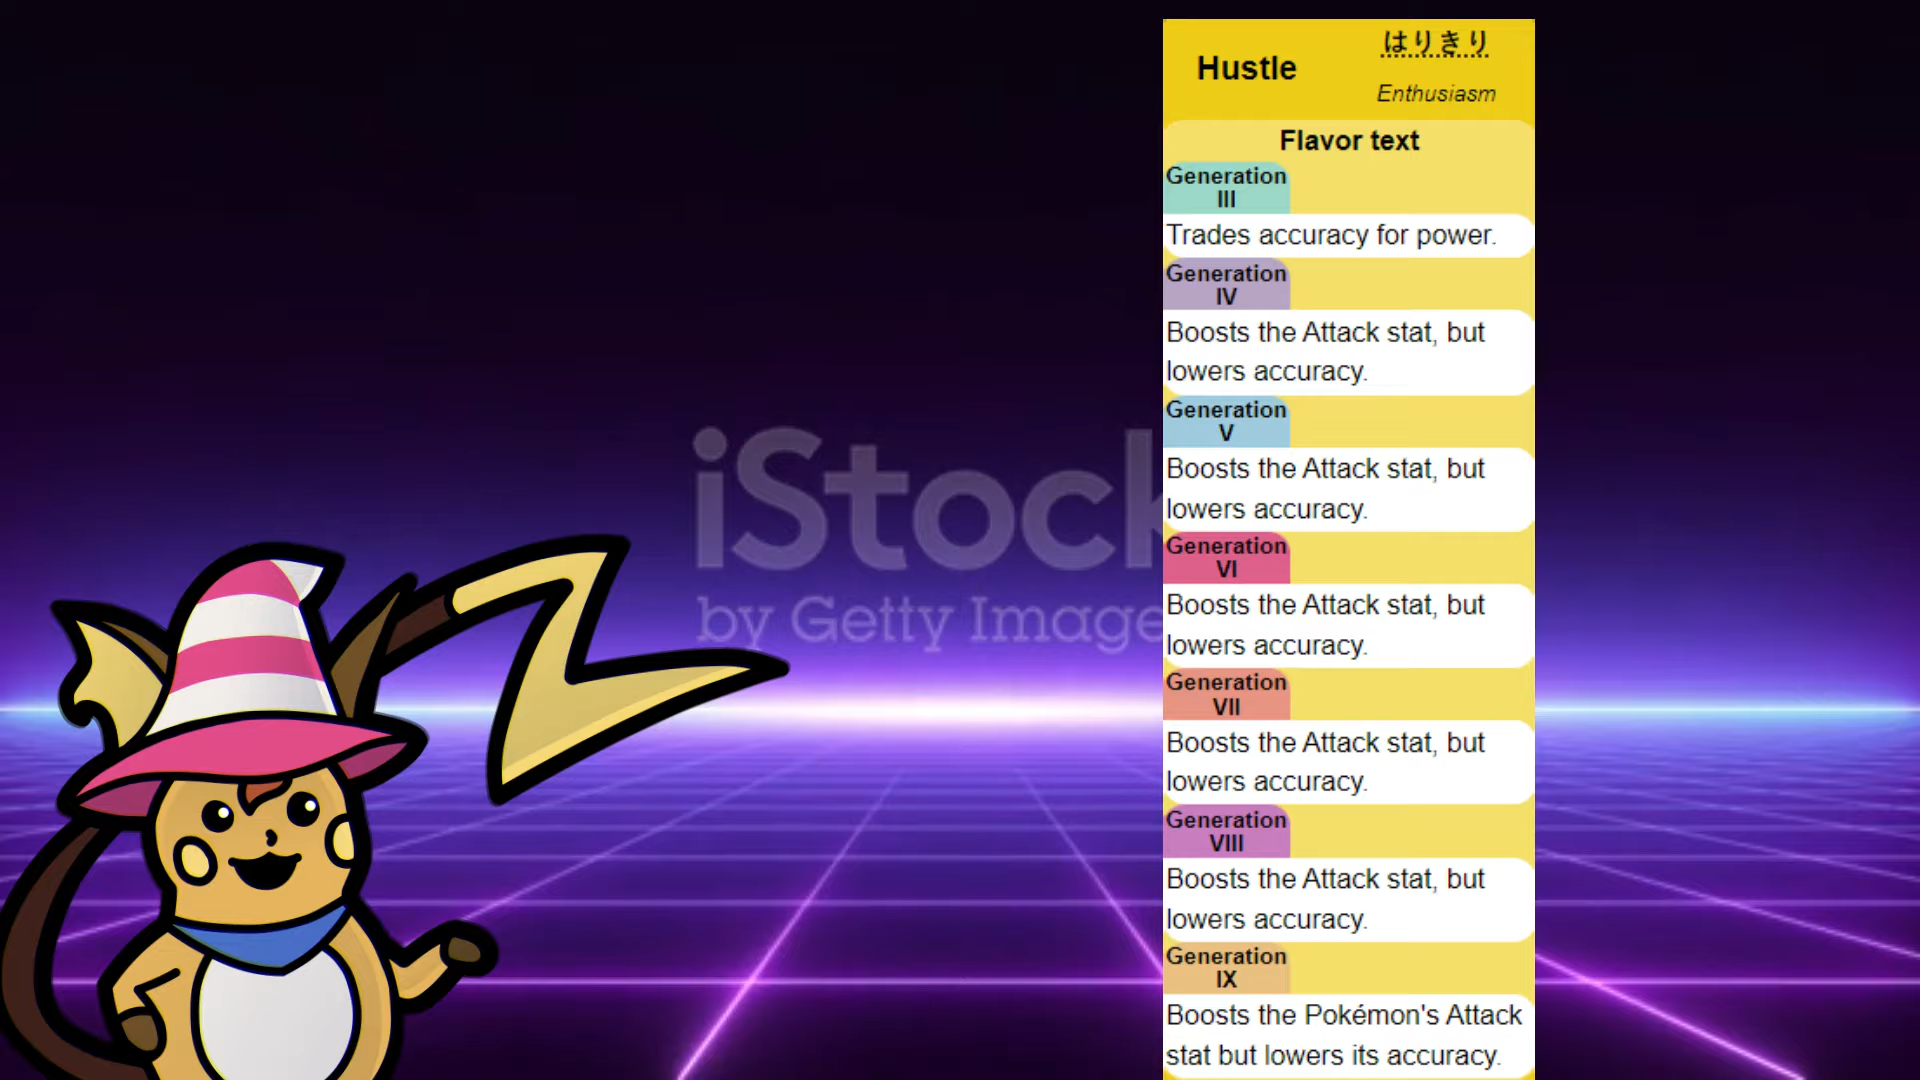 Hustle
はりきり
Enthusiasm
Flavor text
Generation
III
Trades accuracy for power.
Generation
IV
Boosts the Attack stat, but
lowers accuracy.
Generation
V
Boosts the Attack stat, but
lowers accuracy.
Generation
VI
Boosts the Attack stat, but
lowers accuracy.
Generation
VII
Boosts the Attack stat, but
lowers accuracy.
Generation
VIII
Boosts the Attack stat, but
lowers accuracy.
Generation
IX
Boosts the Pokémon's Attack
stat but lowers its accuracy.
iStock
by Getty Image